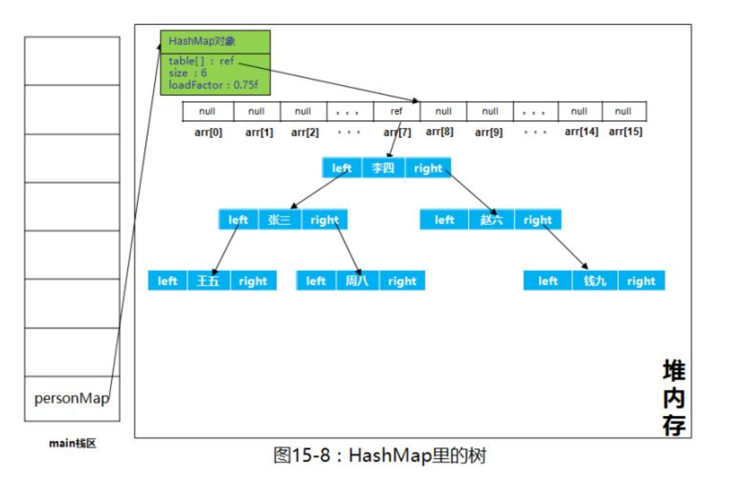 HashMap对象
table[] : ref
size : 6
loadFactor : 0.75f
null null null 。。。 ref null null 。。。 null null
arr[0] arr[1] arr[2] 。。。 arr[7] arr[8] arr[9] 。。。 arr[14] arr[15]
left 李四 right
left 张三 right left 赵六 right
left 王五 right left 周八 right left 钱九 right
personMap
堆
内
存
main栈区
图15-8：HashMap里的树